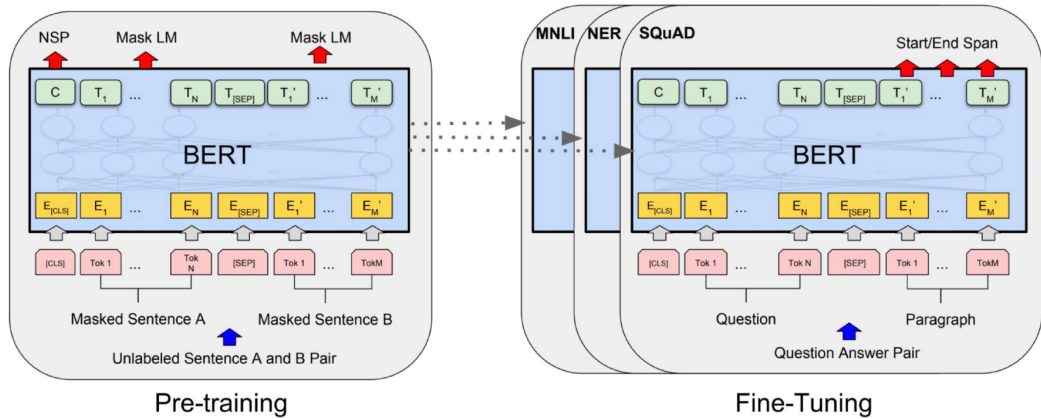 NSP Mask LM Mask LM
C T1 ... TN T[SEP] T1' ... TM'
...
BERT
...
E[CLS] E1 ... EN E[SEP] E1' ... EM'
[CLS] Tok 1 ... Tok N [SEP] Tok 1 ... TokM
Masked Sentence A Masked Sentence B
Unlabeled Sentence A and B Pair
Pre-training
MNLI NER SQuAD
Start/End Span
C T1 ... TN T[SEP] T1' ... TM'
...
BERT
...
E[CLS] E1 ... EN E[SEP] E1' ... EM'
[CLS] Tok 1 ... Tok N [SEP] Tok 1 ... TokM
Question Paragraph
Question Answer Pair
Fine-Tuning